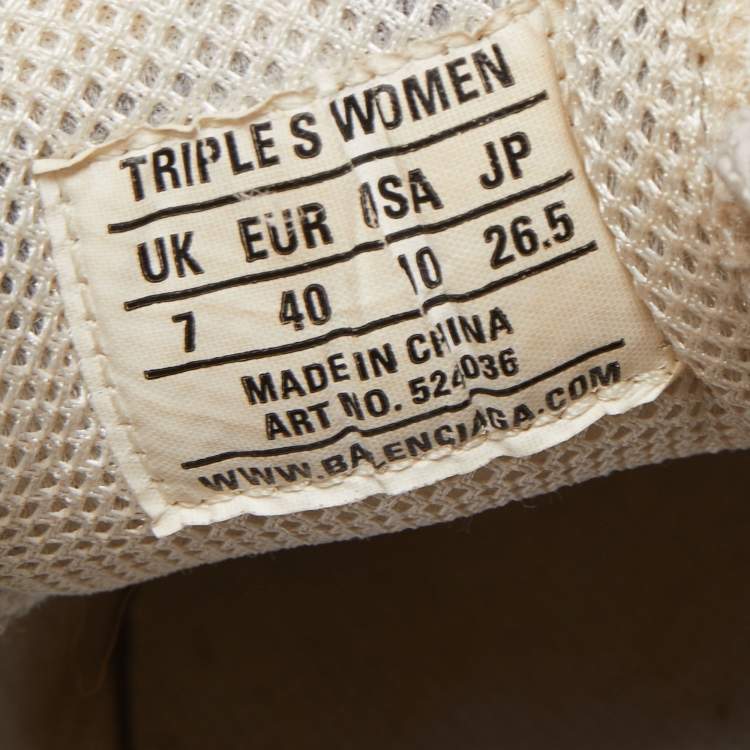 TRIPLE S WOMEN
UK EUR USA JP
7 40 10 26.5
MADE IN CHINA
ART NO. 524036
WWW.BALENCIAGA.COM